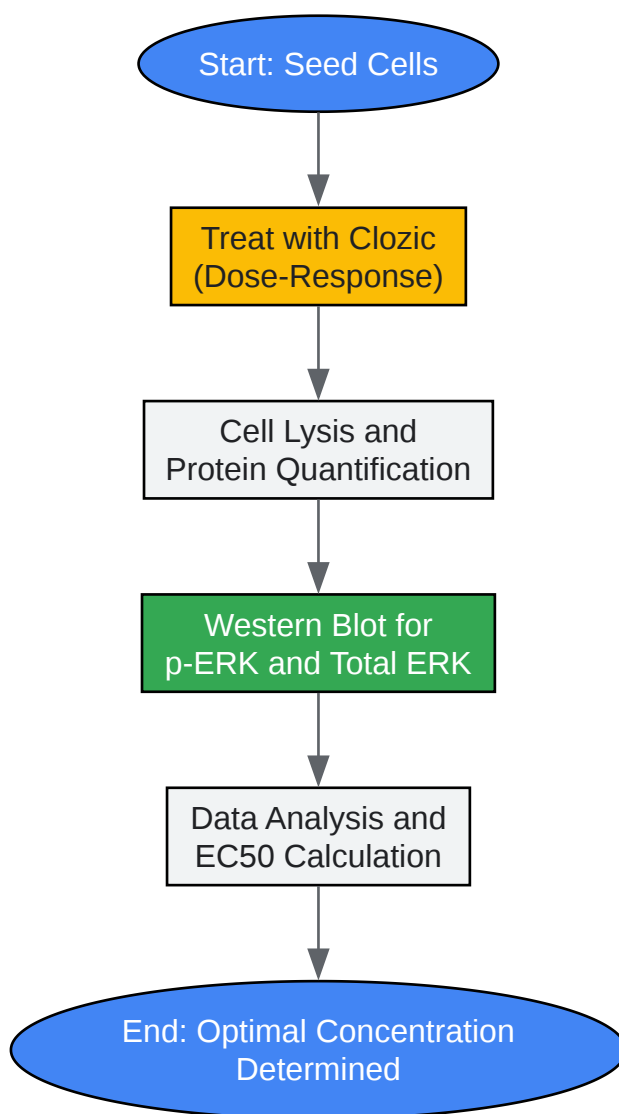 Start: Seed Cells
Treat with Clozic
(Dose-Response)
Cell Lysis and
Protein Quantification
Western Blot for
p-ERK and Total ERK
Data Analysis and
EC50 Calculation
End: Optimal Concentration
Determined